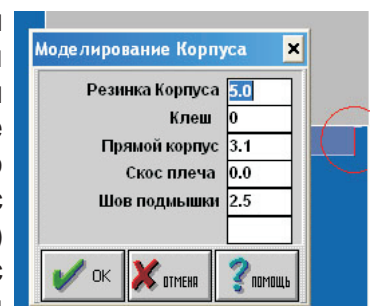 Моделирование Корпуса
Резинка Корпуса 5.0
Клеш 0
Прямой корпус 3.1
Скос плеча 0.0
Шов подмышки 2.5
ОК ОТМЕНА ПОМОЩЬ